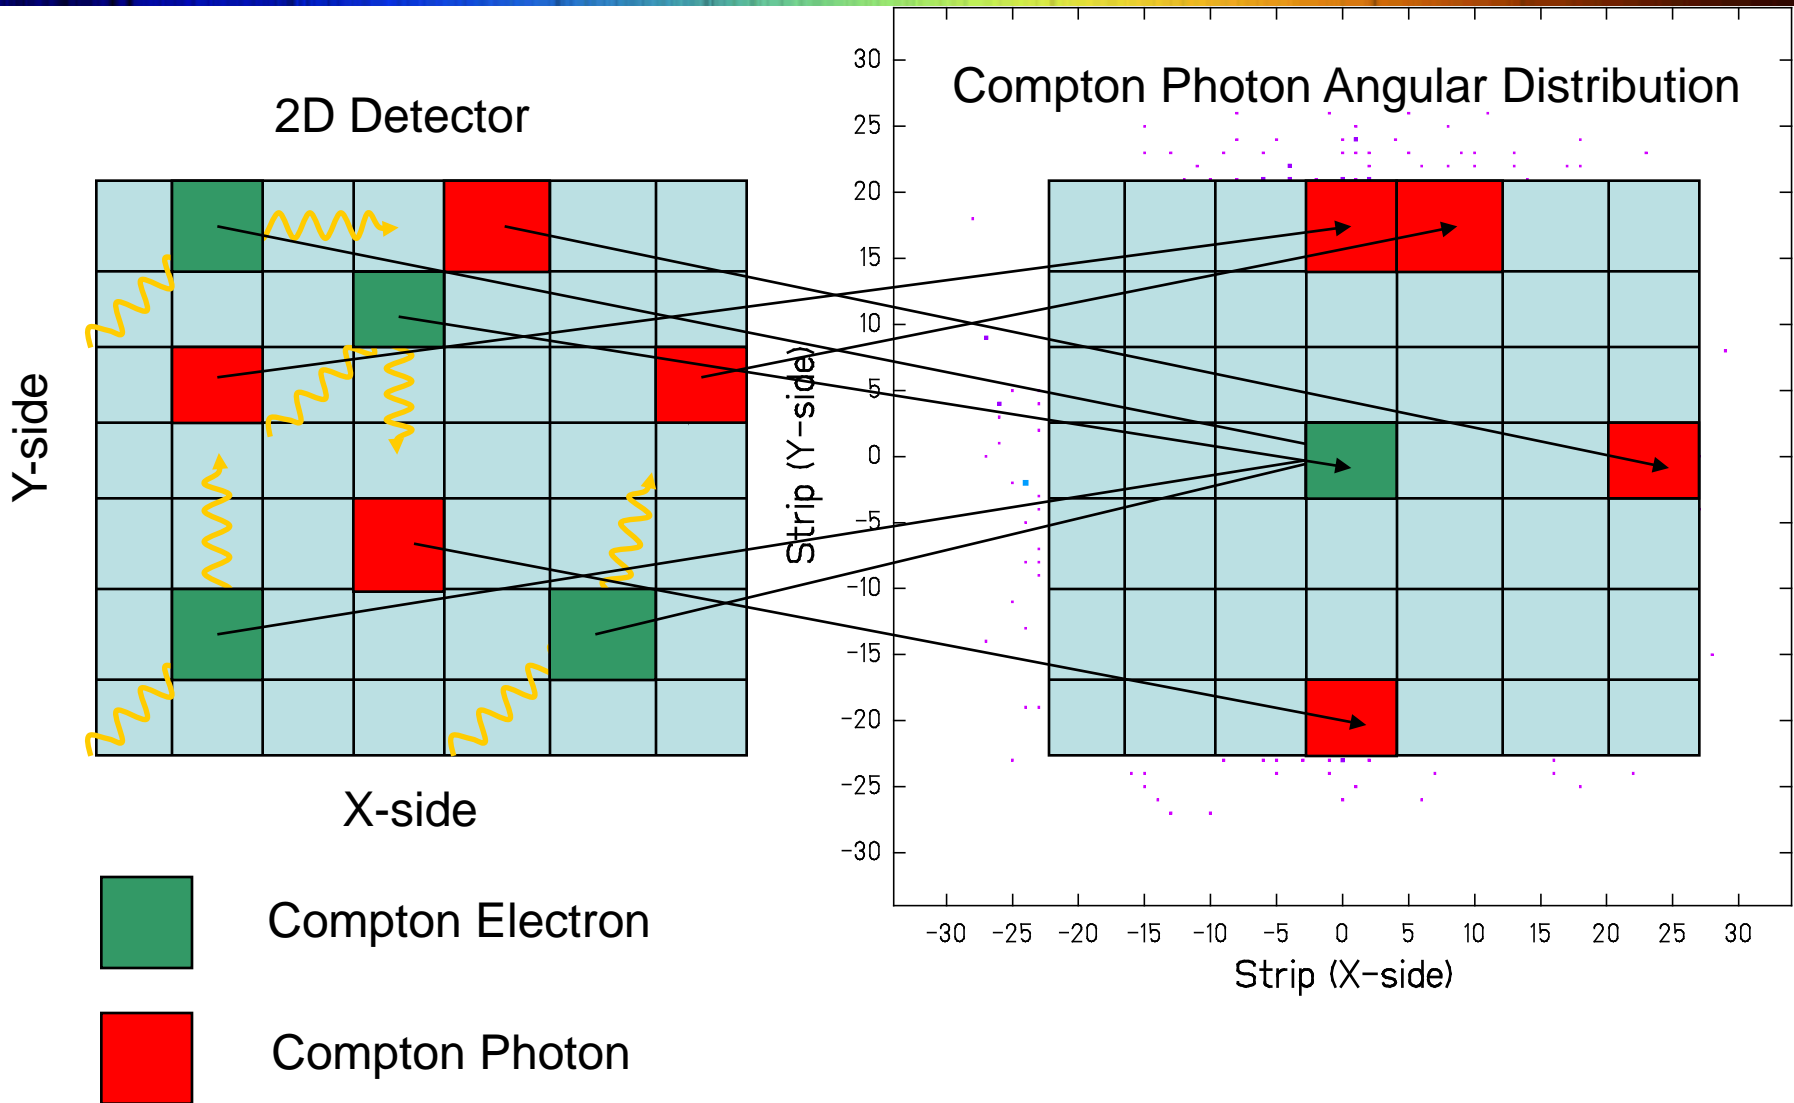 2D Detector
Compton Photon Angular Distribution
Y-side
X-side
Compton Electron
Compton Photon
30
25
20
15
10
5
0
−5
−10
−15
−20
−25
−30
Strip (Y−side)
−30 −25 −20 −15 −10 −5 0 5 10 15 20 25 30
Strip (X−side)